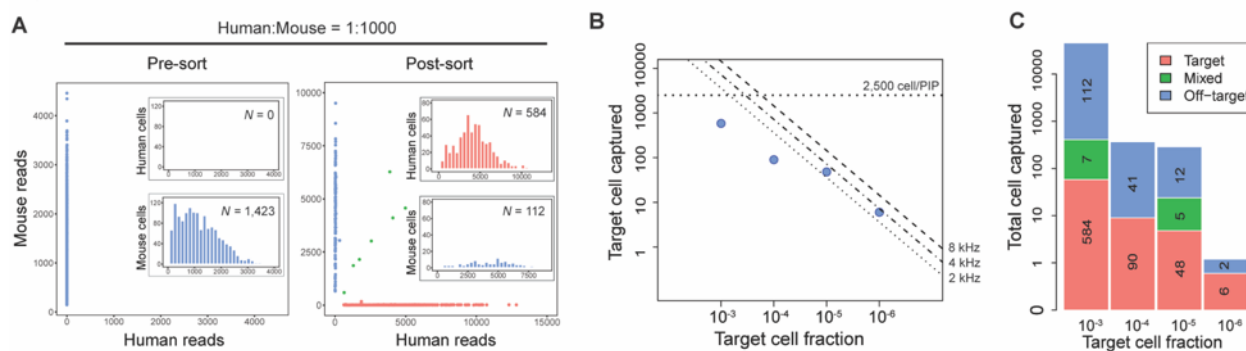 A
Human:Mouse = 1:1000
Pre-sort
Post-sort
Mouse reads
4000
3000
2000
1000
0
0
1000
2000
3000
4000
Human reads
Human cells
120
80
40
0
N = 0
0
1000
2000
3000
4000
Mouse cells
120
80
40
0
N = 1,423
0
1000
2000
3000
4000
10000
7500
5000
2500
0
0
5000
10000
15000
Human reads
Human cells
80
60
40
20
0
N = 584
0
5000
10000
Mouse cells
80
60
40
20
0
N = 112
2500
5000
7500
B
Target cell captured
10000
1000
100
10
1
2,500 cell/PIP
8 kHz
4 kHz
2 kHz
10-3
10-4
10-5
10-6
Target cell fraction
C
Total cell captured
10000
1000
100
10
1
0
Target
Mixed
Off-target
112
7
584
41
90
12
5
48
2
6
10-3
10-4
10-5
10-6
Target cell fraction